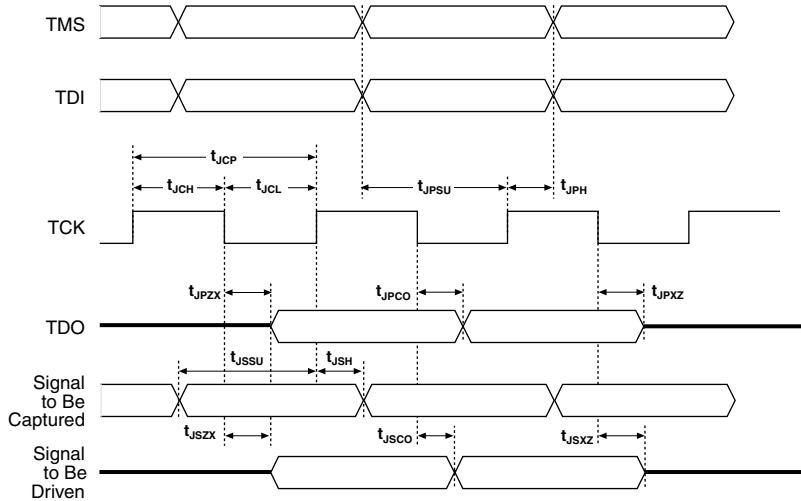 TMS
TDI
tJCP
tJCH tJCL tJPSU tJPH
TCK
tJPZX tJPCO tJPXZ
TDO
tJSSU tJSH
Signal
to Be
Captured
tJSZX tJSCO tJSXZ
Signal
to Be
Driven